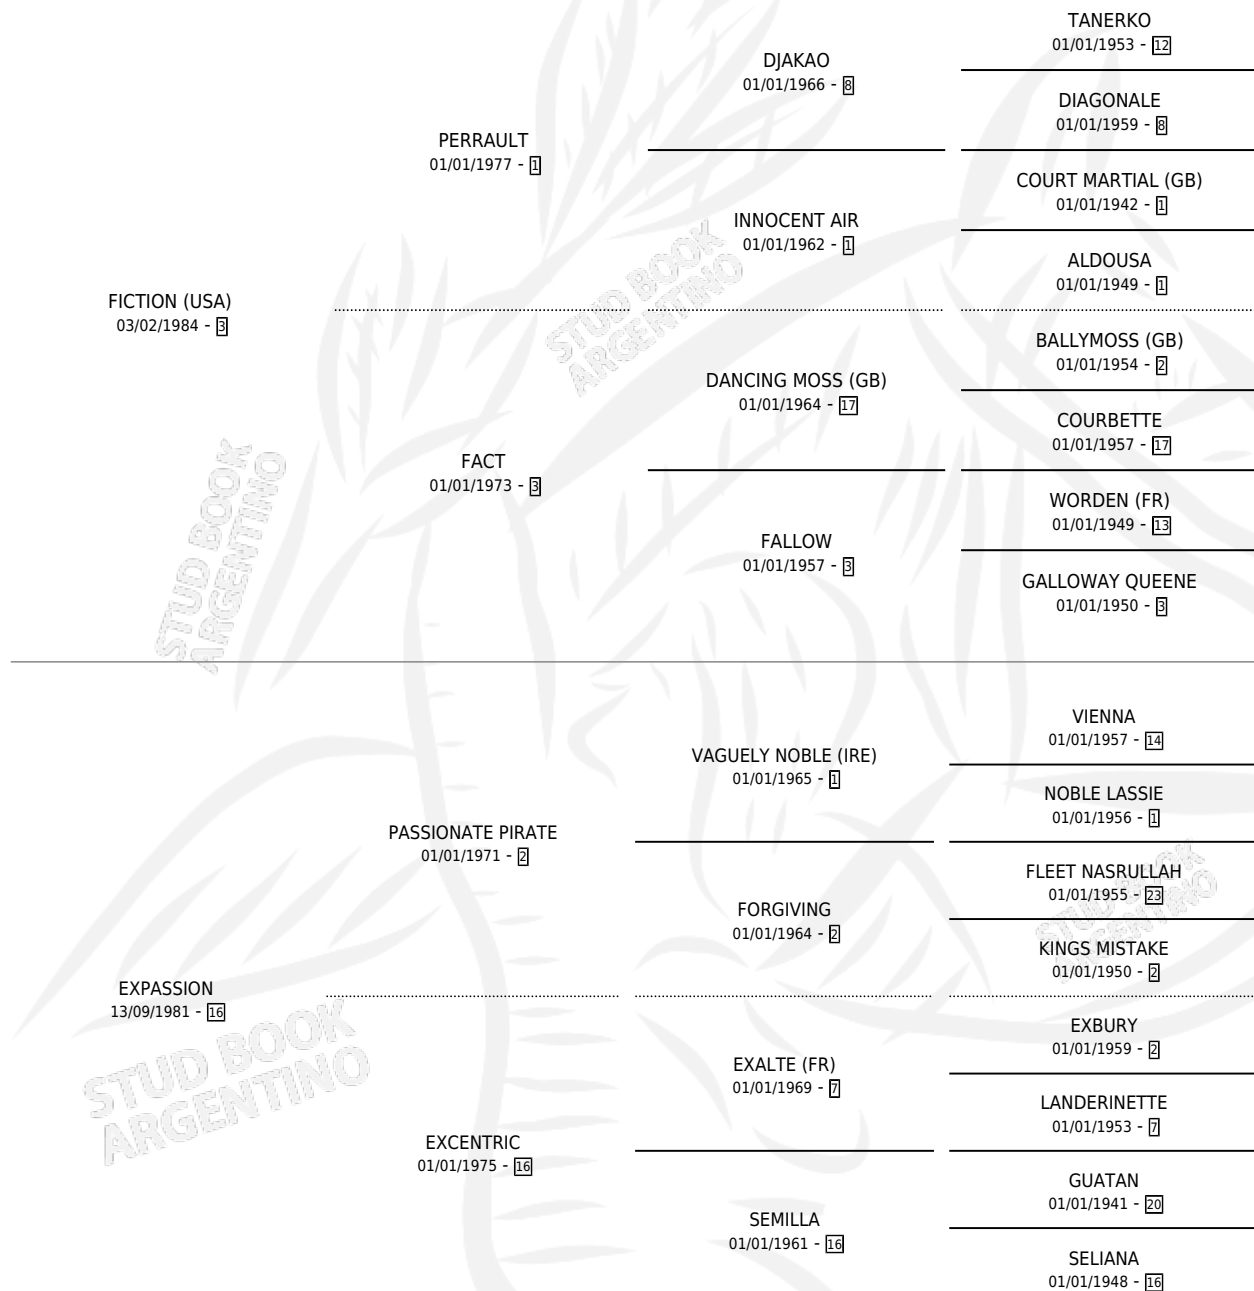 TANERKO
01/01/1953 - 12
DJAKAO
01/01/1966 - 8
DIAGONALE
01/01/1959 - 8
PERRAULT
01/01/1977 - 1
COURT MARTIAL (GB)
01/01/1942 - 1
INNOCENT AIR
01/01/1962 - 1
ALDOUSA
01/01/1949 - 1
FICTION (USA)
03/02/1984 - 3
BALLYMOSS (GB)
01/01/1954 - 2
DANCING MOSS (GB)
01/01/1964 - 17
COURBETTE
01/01/1957 - 17
FACT
01/01/1973 - 3
WORDEN (FR)
01/01/1949 - 13
FALLOW
01/01/1957 - 3
GALLOWAY QUEENE
01/01/1950 - 3
VIENNA
01/01/1957 - 14
VAGUELY NOBLE (IRE)
01/01/1965 - 1
NOBLE LASSIE
01/01/1956 - 1
PASSIONATE PIRATE
01/01/1971 - 2
FLEET NASRULLAH
01/01/1955 - 23
FORGIVING
01/01/1964 - 2
KINGS MISTAKE
01/01/1950 - 2
EXPASSION
13/09/1981 - 16
EXBURY
01/01/1959 - 2
EXALTE (FR)
01/01/1969 - 7
LANDERINETTE
01/01/1953 - 7
EXCENTRIC
01/01/1975 - 16
GUATAN
01/01/1941 - 20
SEMILLA
01/01/1961 - 16
SELIANA
01/01/1948 - 16
STUD BOOK
ARGENTINO
STUD BOOK
ARGENTINO
STUD BOOK
ARGENTINO
STUD BOOK
ARGENTINO